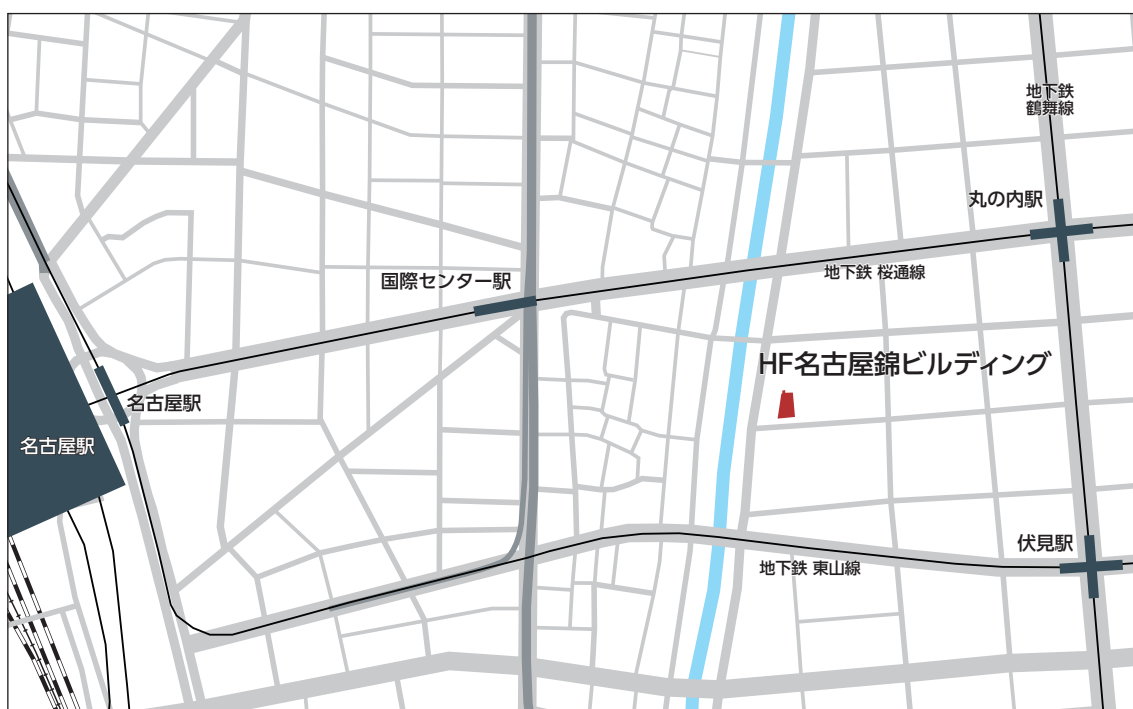 地下鉄
鶴舞線
丸の内駅
地下鉄 桜通線
国際センター駅
HF名古屋錦ビルディング
名古屋駅
名古屋駅
伏見駅
地下鉄 東山線